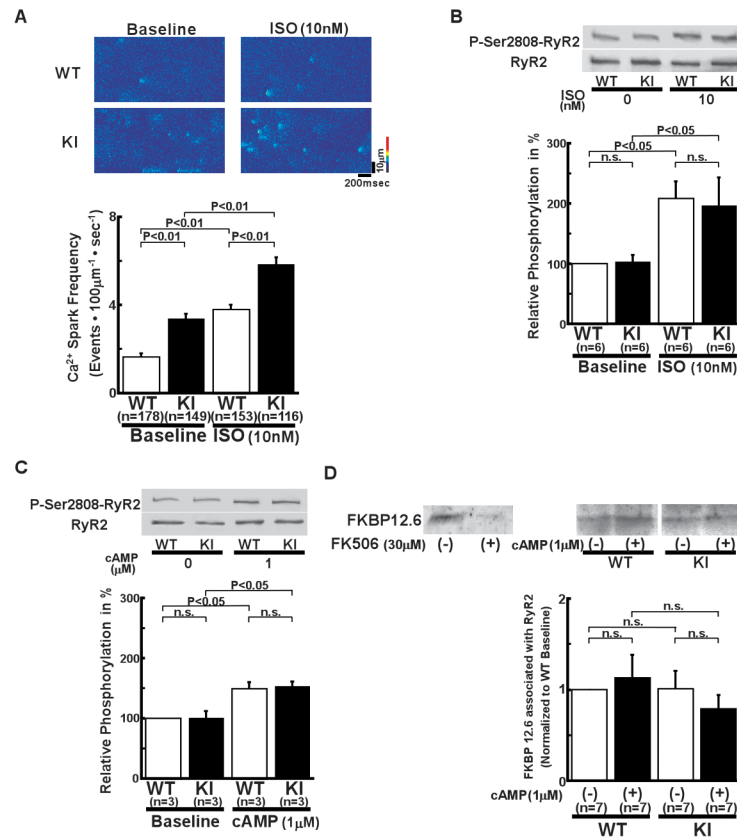 A
Baseline ISO (10nM)
WT
KI
10μm
200msec
Ca²⁺ Spark Frequency
(Events • 100μm⁻¹ • sec⁻¹)
8
4
0
P<0.01
P<0.01
P<0.01 P<0.01
WT KI WT KI
(n=178) (n=149) (n=153) (n=116)
Baseline ISO (10nM)
B
P-Ser2808-RyR2
RyR2
WT KI WT KI
ISO 0 10
(nM)
Relative Phosphorylation in %
300
200
100
0
P<0.05
P<0.05
n.s. n.s.
WT KI WT KI
(n=6) (n=6) (n=6) (n=6)
Baseline ISO (10nM)
C
P-Ser2808-RyR2
RyR2
WT KI WT KI
cAMP 0 1
(μM)
Relative Phosphorylation in %
300
150
100
0
P<0.05
P<0.05
n.s. n.s.
WT KI WT KI
(n=3) (n=3) (n=3) (n=3)
Baseline cAMP (1μM)
D
FKBP12.6
FK506 (30μM) (-) (+)
cAMP (1μM) (-) (+) (-) (+)
WT KI
FKBP 12.6 associated with RyR2
(Normalized to WT Baseline)
2
1
0
n.s.
n.s.
n.s. n.s.
cAMP (1μM) (-) (+) (-) (+)
(n=7) (n=7) (n=7) (n=7)
WT KI